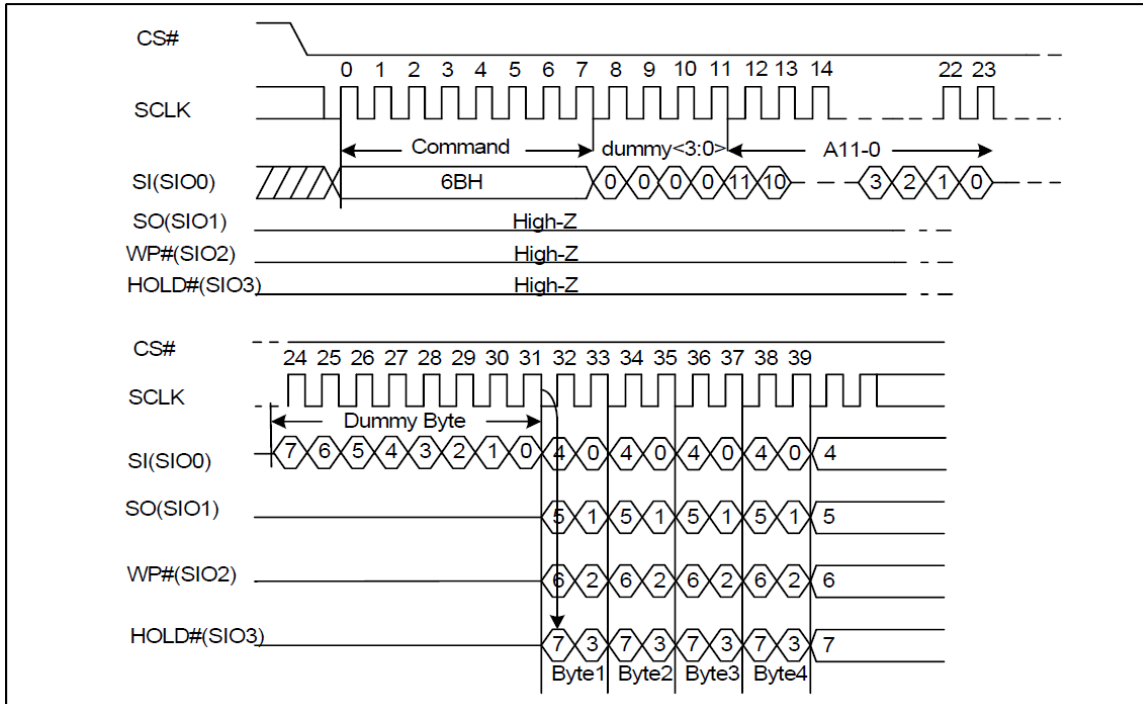 CS#
0 1 2 3 4 5 6 7 8 9 10 11 12 13 14 22 23
SCLK
Command dummy<3:0> A11-0
SI(SIO0) 6BH 0 0 0 0 11 10 3 2 1 0
SO(SIO1) High-Z
WP#(SIO2) High-Z
HOLD#(SIO3) High-Z
CS#
24 25 26 27 28 29 30 31 32 33 34 35 36 37 38 39
SCLK
Dummy Byte
SI(SIO0) 7 6 5 4 3 2 1 0 4 0 4 0 4 0 4 0 4
SO(SIO1) 5 1 5 1 5 1 5 1 5
WP#(SIO2) 6 2 6 2 6 2 6 2 6
HOLD#(SIO3) 7 3 7 3 7 3 7 3 7
Byte1 Byte2 Byte3 Byte4